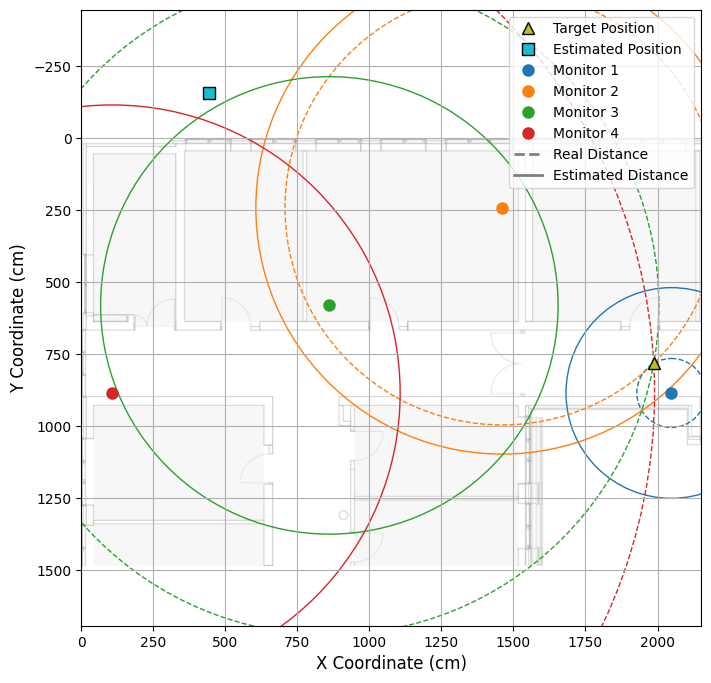 Target Position
Estimated Position
Monitor 1
Monitor 2
Monitor 3
Monitor 4
Real Distance
Estimated Distance
−250
0
250
500
750
1000
1250
1500
Y Coordinate (cm)
0 250 500 750 1000 1250 1500 1750 2000
X Coordinate (cm)